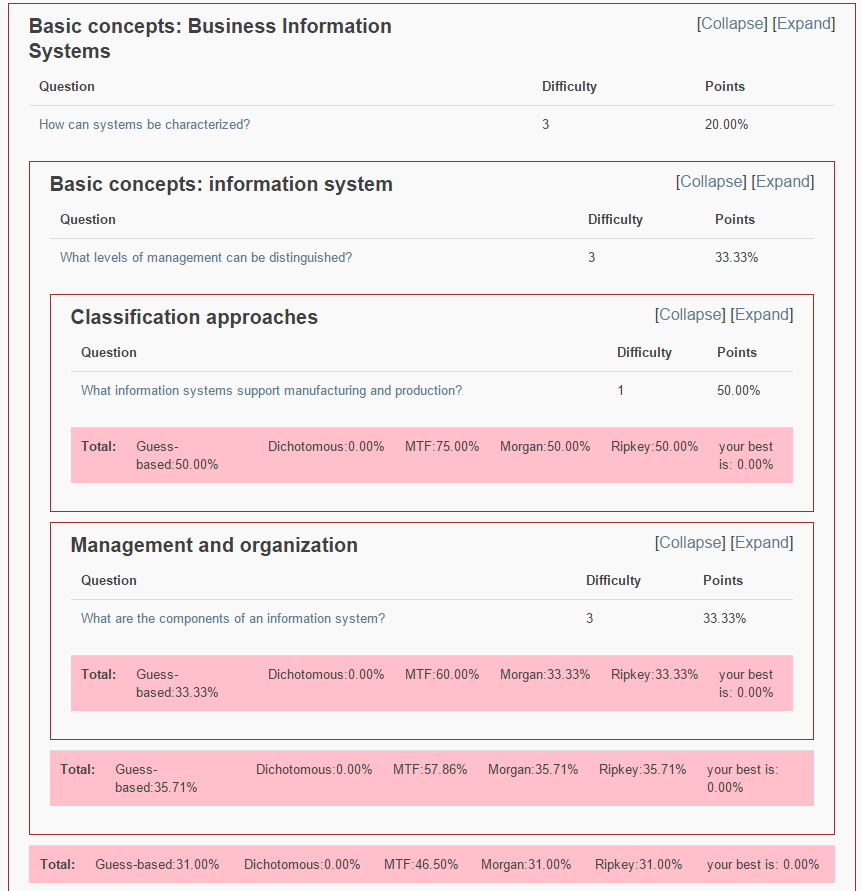 Basic concepts: Business Information [Collapse] [Expand]
Systems
Question Difficulty Points
How can systems be characterized? 3 20.00%
Basic concepts: information system [Collapse] [Expand]
Question Difficulty Points
What levels of management can be distinguished? 3 33.33%
Classification approaches [Collapse] [Expand]
Question Difficulty Points
What information systems support manufacturing and production? 1 50.00%
Total: Guess- Dichotomous:0.00% MTF:75.00% Morgan:50.00% Ripkey:50.00% your best
based:50.00% is: 0.00%
Management and organization [Collapse] [Expand]
Question Difficulty Points
What are the components of an information system? 3 33.33%
Total: Guess- Dichotomous:0.00% MTF:60.00% Morgan:33.33% Ripkey:33.33% your best
based:33.33% is: 0.00%
Total: Guess- Dichotomous:0.00% MTF:57.86% Morgan:35.71% Ripkey:35.71% your best is:
based:35.71% 0.00%
Total: Guess-based:31.00% Dichotomous:0.00% MTF:46.50% Morgan:31.00% Ripkey:31.00% your best is: 0.00%